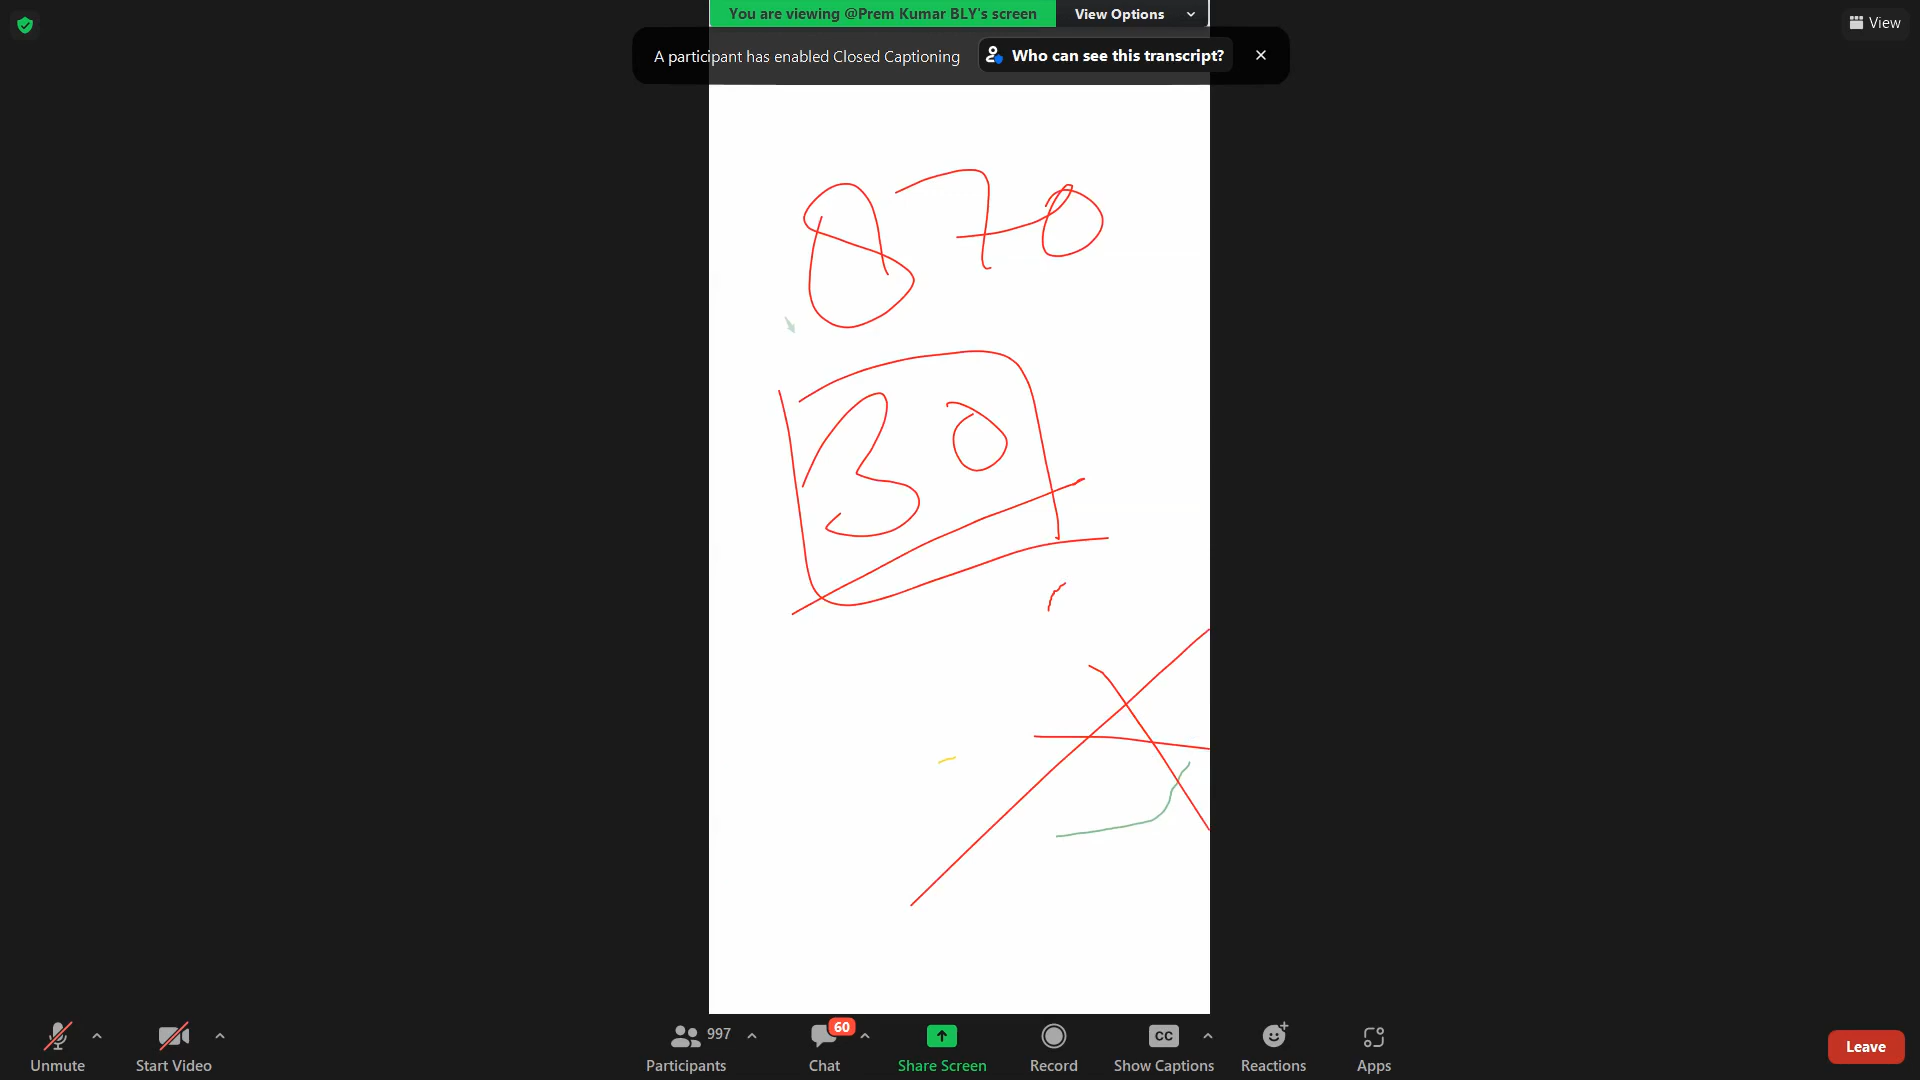 You are viewing @Prem Kumar BLY's screen
View Options
View
A participant has enabled Closed Captioning
Who can see this transcript?
870
30
Unmute
Start Video
997
Participants
60
Chat
Share Screen
Record
CC
Show Captions
Reactions
Apps
Leave